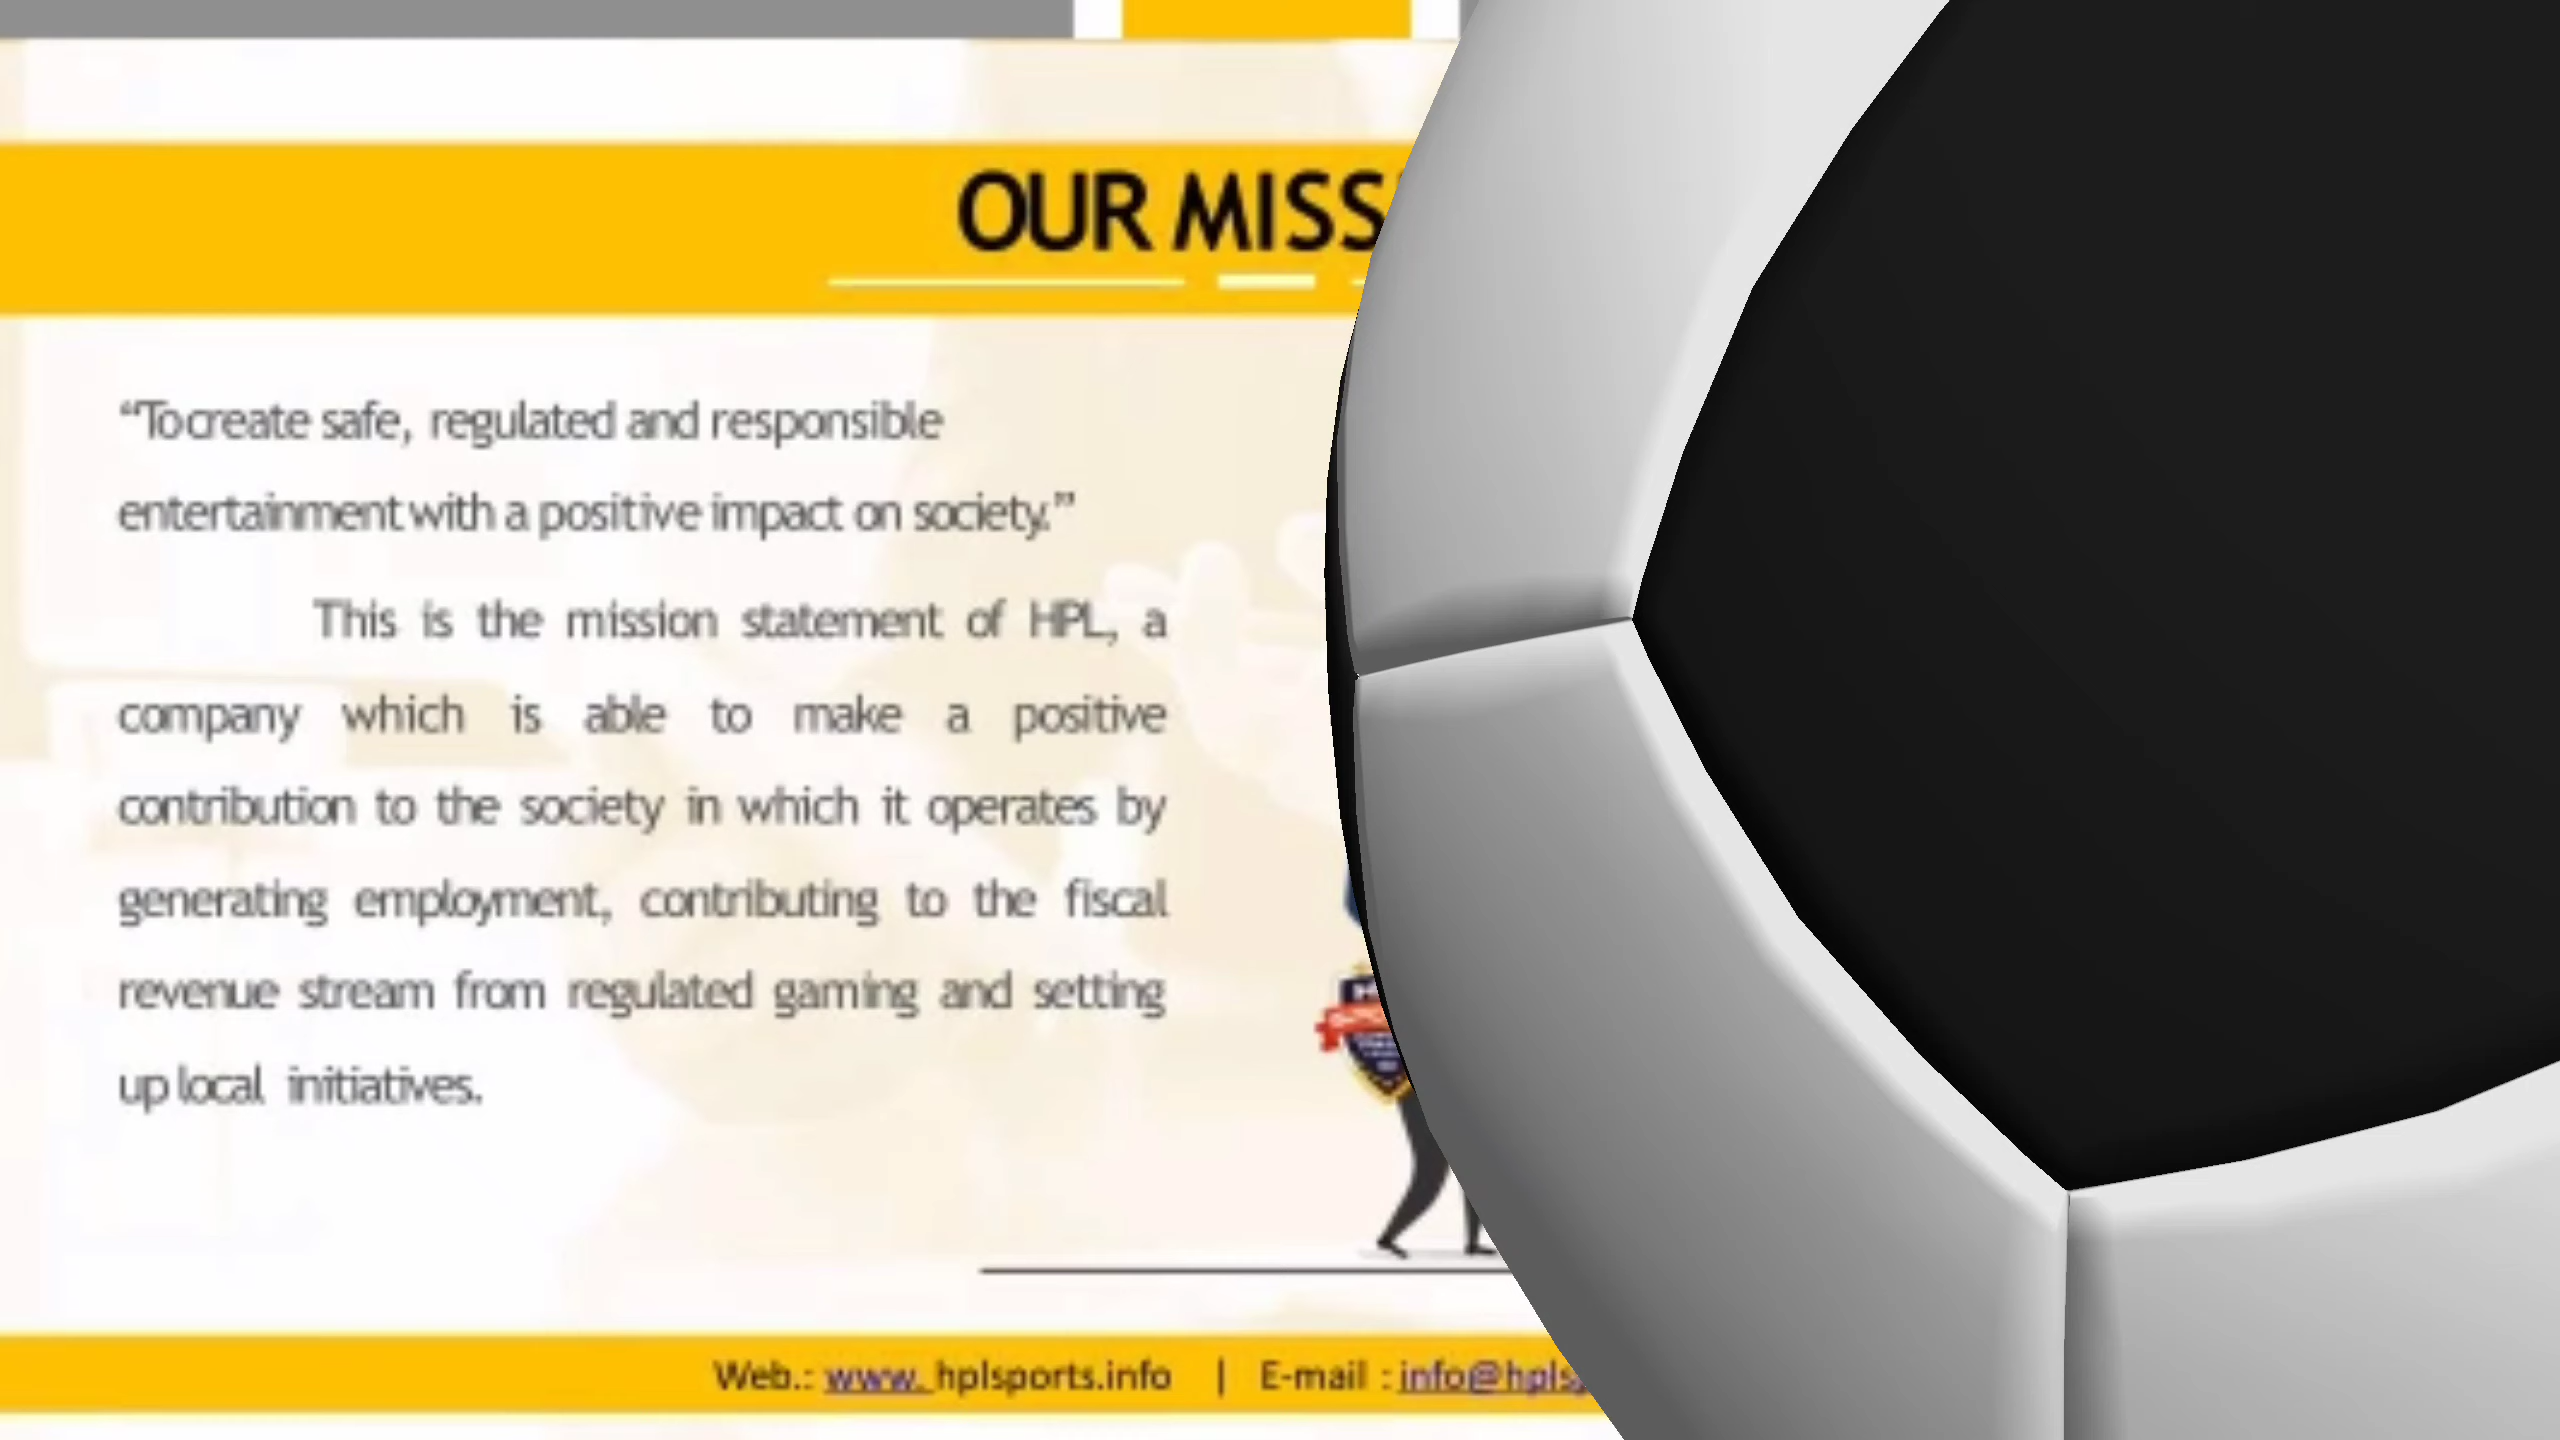 OUR MISS
“To create safe, regulated and responsible
entertainment with a positive impact on society.”
This is the mission statement of HPL, a
company which is able to make a positive
contribution to the society in which it operates by
generating employment, contributing to the fiscal
revenue stream from regulated gaming and setting
up local initiatives.
Web.: www. hplsports.info | E-mail : info@hpls